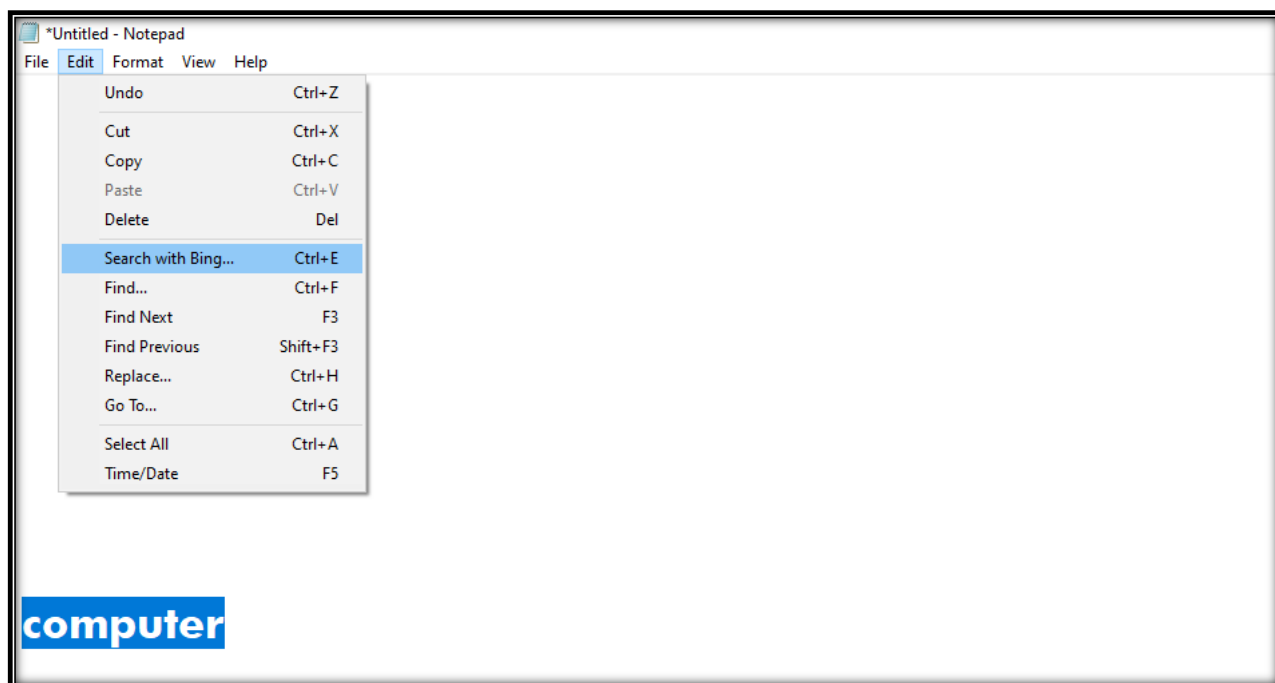 *Untitled - Notepad
File Edit Format View Help
Undo Ctrl+Z
Cut Ctrl+X
Copy Ctrl+C
Paste Ctrl+V
Delete Del
Search with Bing... Ctrl+E
Find... Ctrl+F
Find Next F3
Find Previous Shift+F3
Replace... Ctrl+H
Go To... Ctrl+G
Select All Ctrl+A
Time/Date F5
computer